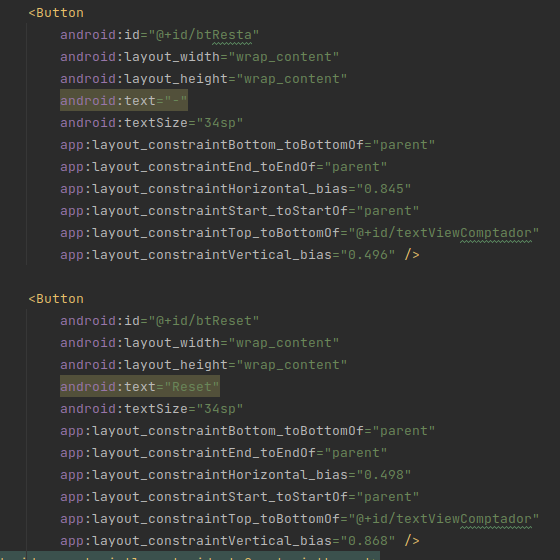 <Button
android:id="@+id/btResta"
android:layout_width="wrap_content"
android:layout_height="wrap_content"
android:text="-"
android:textSize="34sp"
app:layout_constraintBottom_toBottomOf="parent"
app:layout_constraintEnd_toEndOf="parent"
app:layout_constraintHorizontal_bias="0.845"
app:layout_constraintStart_toStartOf="parent"
app:layout_constraintTop_toBottomOf="@+id/textViewComptador"
app:layout_constraintVertical_bias="0.496" />
<Button
android:id="@+id/btReset"
android:layout_width="wrap_content"
android:layout_height="wrap_content"
android:text="Reset"
android:textSize="34sp"
app:layout_constraintBottom_toBottomOf="parent"
app:layout_constraintEnd_toEndOf="parent"
app:layout_constraintHorizontal_bias="0.498"
app:layout_constraintStart_toStartOf="parent"
app:layout_constraintTop_toBottomOf="@+id/textViewComptador"
app:layout_constraintVertical_bias="0.868" />